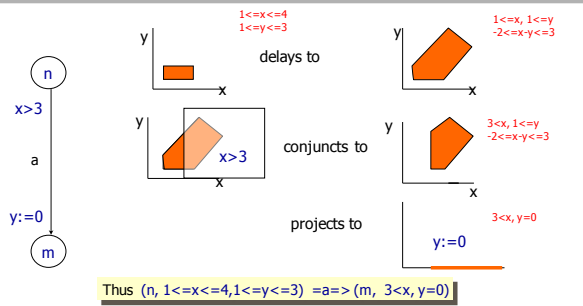 1<=x<=4
1<=y<=3
y
x
delays to
y
x
1<=x, 1<=y
-2<=x-y<=3
n
x>3
a
y:=0
m
y
x>3
x
conjuncts to
y
x
3<x, 1<=y
-2<=x-y<=3
projects to
y:=0
3<x, y=0
Thus (n, 1<=x<=4,1<=y<=3) =a=> (m, 3<x, y=0)